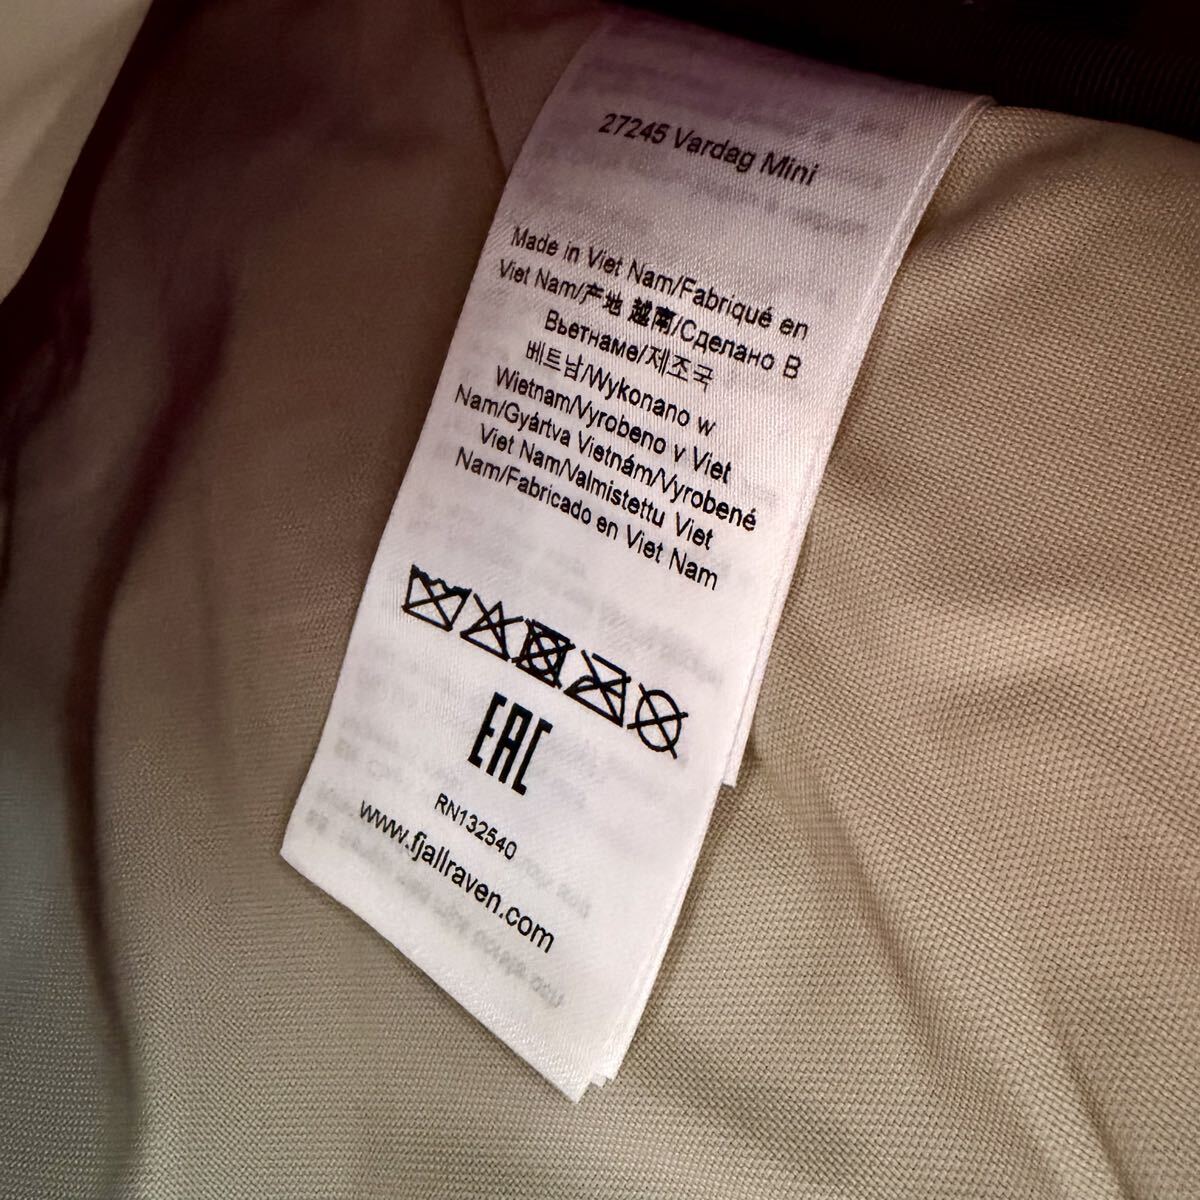 27245 Vardag Mini
Made in Viet Nam/Fabriqué en
Viet Nam/产地 越南/Сделано В
Вьетнаме/제조국
베트남/Wykonano w
Wietnam/Vyrobeno v Viet
Nam/Gyártva Vietnám/Vyrobené
Viet Nam/Valmistettu Viet
Nam/Fabricado en Viet Nam
EAC
RN132540
www.fjallraven.com